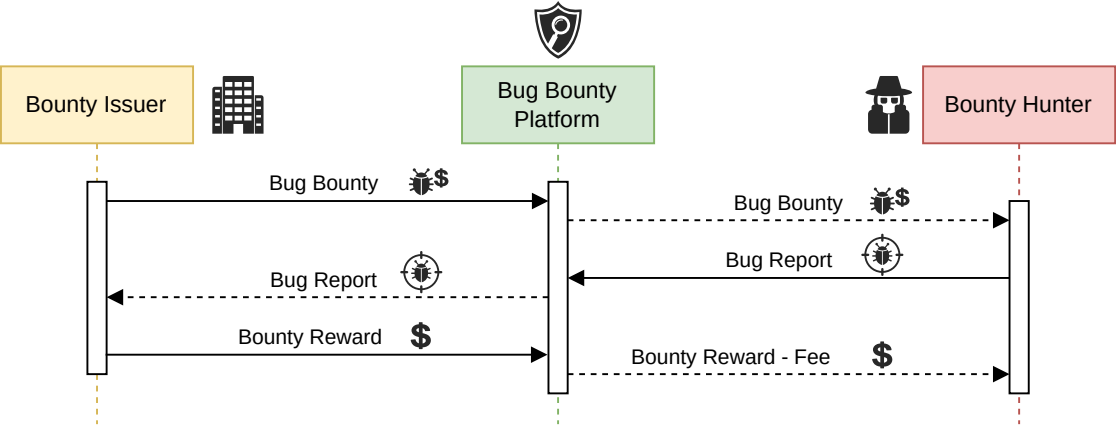 Bounty Issuer
Bug Bounty
Platform
Bounty Hunter
Bug Bounty $
Bug Bounty $
Bug Report
Bug Report
Bounty Reward $
Bounty Reward - Fee $